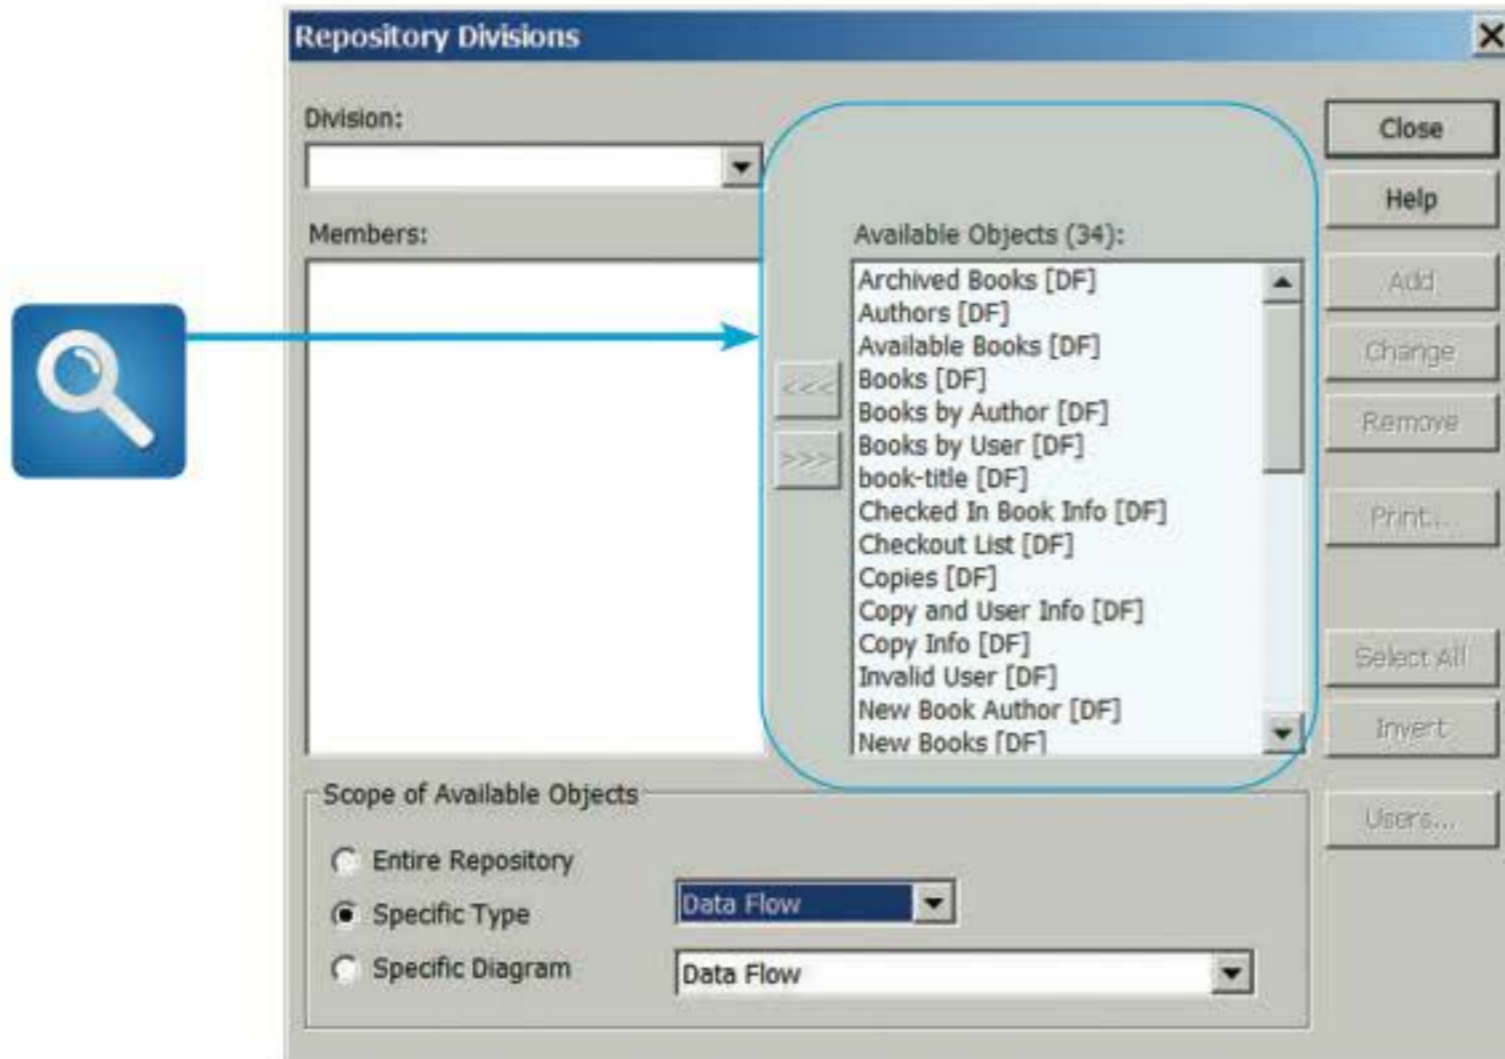 Repository Divisions
Division:
Close
Help
Members:
Available Objects (34):
Archived Books [DF]
Authors [DF]
Available Books [DF]
Books [DF]
Books by Author [DF]
Books by User [DF]
book-title [DF]
Checked In Book Info [DF]
Checkout List [DF]
Copies [DF]
Copy and User Info [DF]
Copy Info [DF]
Invalid User [DF]
New Book Author [DF]
New Books [DF]
<<<
>>>
Add
Change
Remove
Print...
Select All
Invert
Users...
Scope of Available Objects
Entire Repository
Specific Type
Data Flow
Specific Diagram
Data Flow